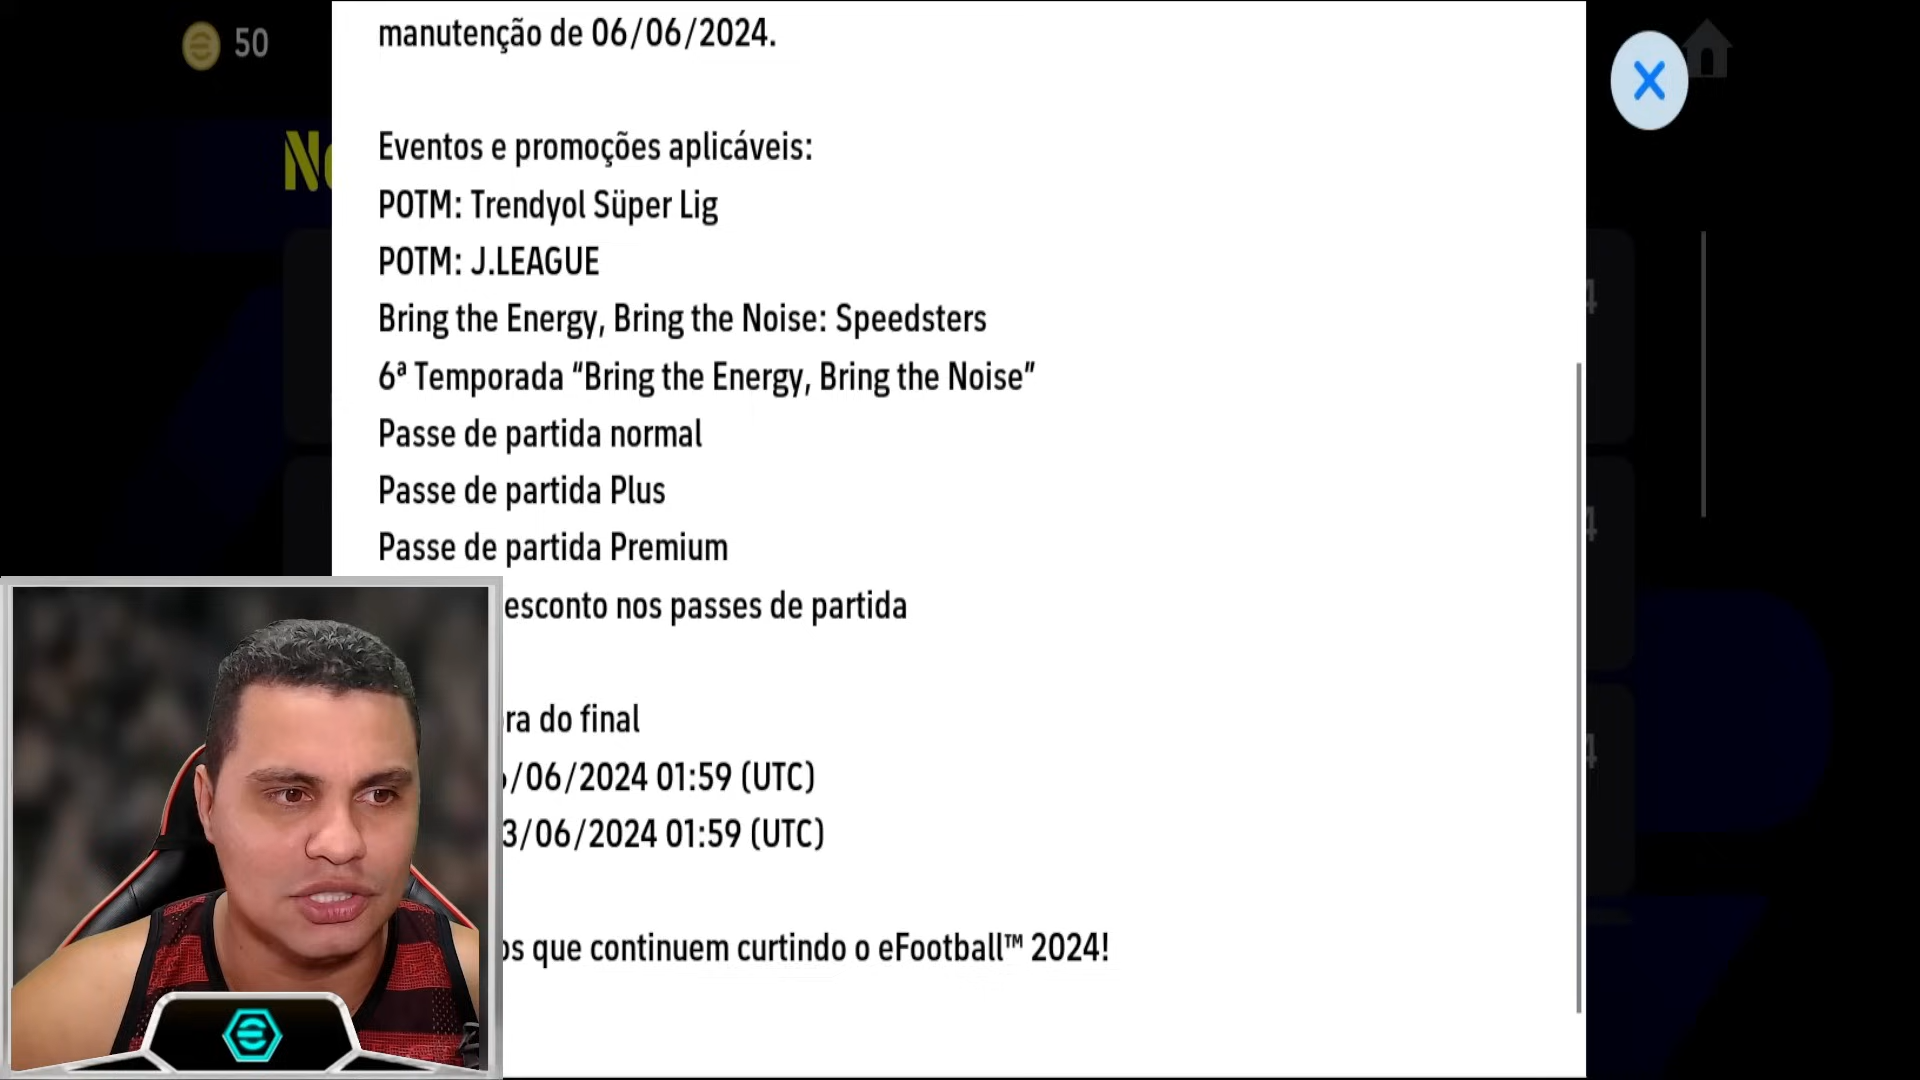 50
manutenção de 06/06/2024.
Eventos e promoções aplicáveis:
POTM: Trendyol Süper Lig
POTM: J.LEAGUE
Bring the Energy, Bring the Noise: Speedsters
6ª Temporada “Bring the Energy, Bring the Noise”
Passe de partida normal
Passe de partida Plus
Passe de partida Premium
nos passes de partida
do final
/06/2024 01:59 (UTC)
3/06/2024 01:59 (UTC)
que continuem curtindo o eFootball™ 2024!
4
4
4